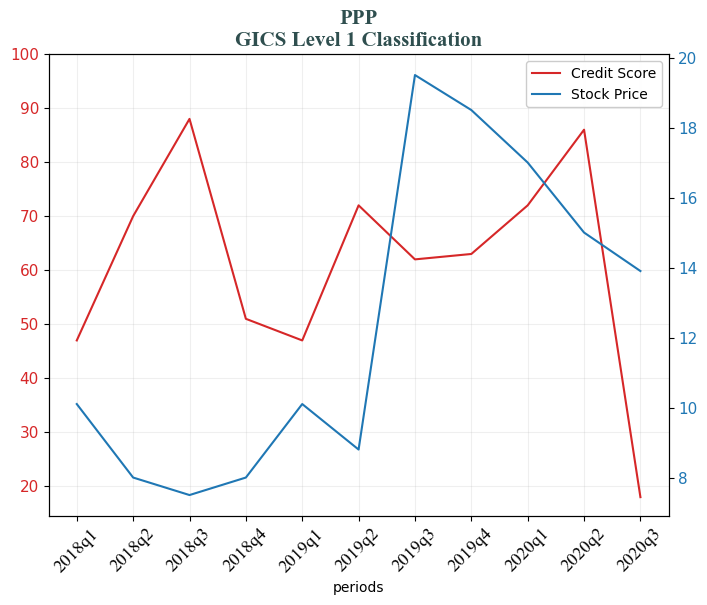 PPP
GICS Level 1 Classification
Credit Score
Stock Price
100
90
80
70
60
50
40
30
20
20
18
16
14
12
10
8
2018q1
2018q2
2018q3
2018q4
2019q1
2019q2
2019q3
2019q4
2020q1
2020q2
2020q3
periods